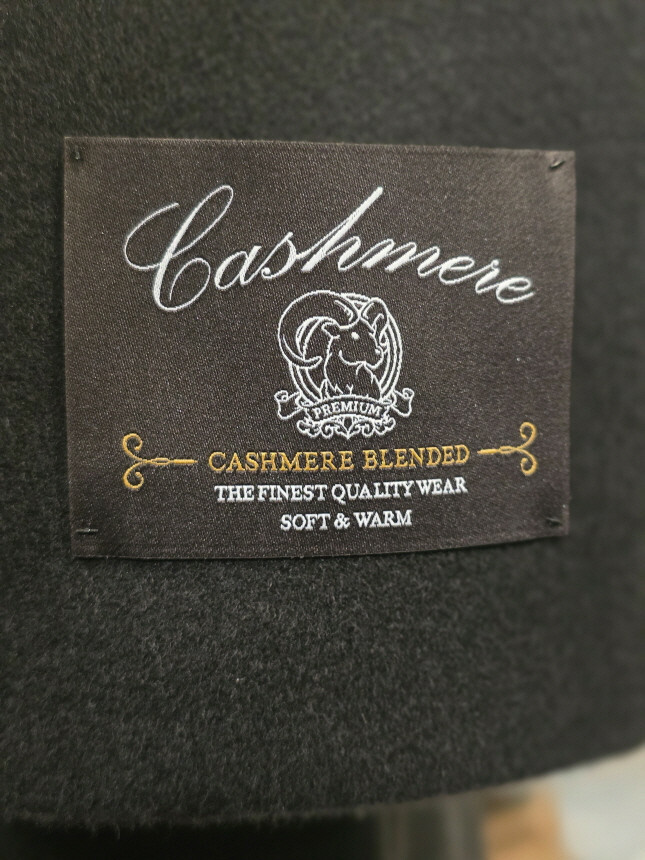 Cashmere
PREMIUM
CASHMERE BLENDED
THE FINEST QUALITY WEAR
SOFT & WARM